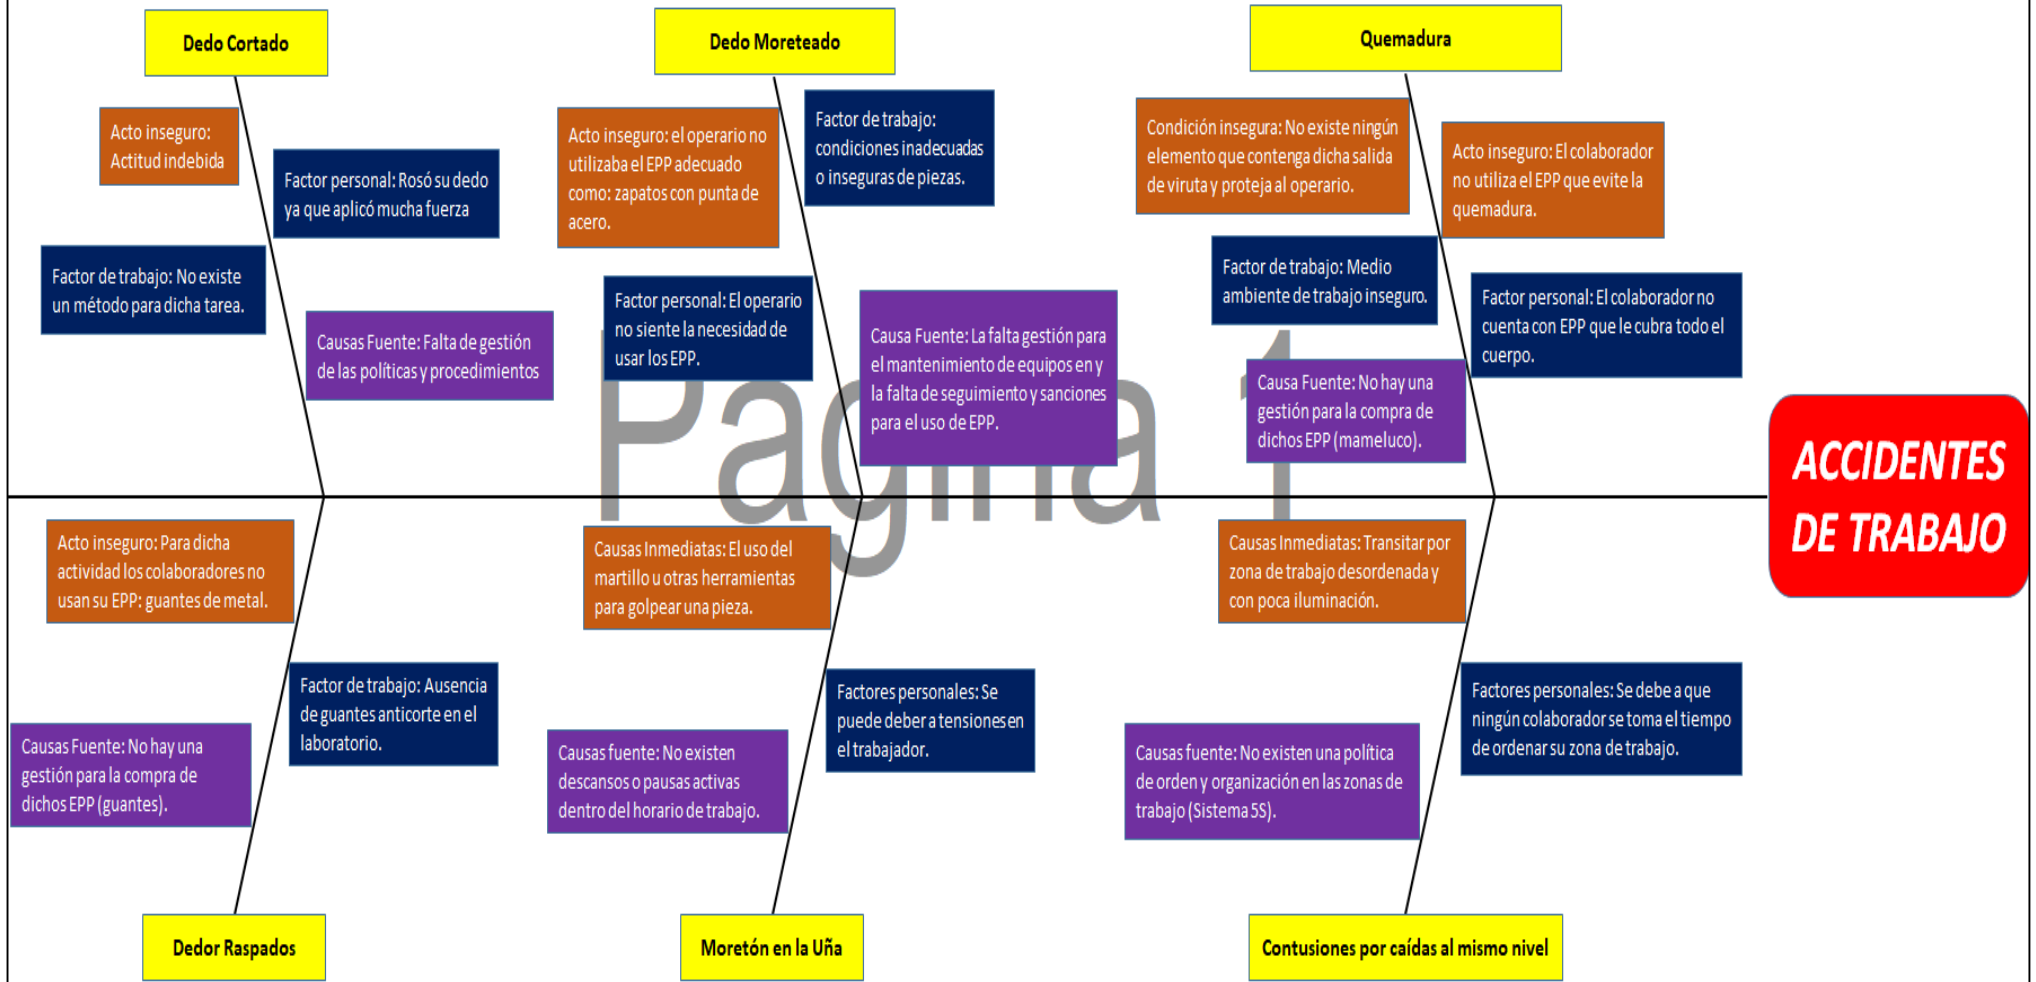 Dedo Cortado
Acto inseguro:
Actitud indebida
Factor personal: Rosó su dedo
ya que aplicó mucha fuerza
Factor de trabajo: No existe
un método para dicha tarea.
Causas Fuente: Falta de gestión
de las políticas y procedimientos
Dedo Moreteado
Acto inseguro: el operario no
utilizaba el EPP adecuado
como: zapatos con punta de
acero.
Factor de trabajo:
condiciones inadecuadas
o inseguras de piezas.
Factor personal: El operario
no siente la necesidad de
usar los EPP.
Causa Fuente: La falta gestión para
el mantenimiento de equipos en y
la falta de seguimiento y sanciones
para el uso de EPP.
Quemadura
Condición insegura: No existe ningún
elemento que contenga dicha salida
de viruta y proteja al operario.
Acto inseguro: El colaborador
no utiliza el EPP que evite la
quemadura.
Factor de trabajo: Medio
ambiente de trabajo inseguro.
Factor personal: El colaborador no
cuenta con EPP que le cubra todo el
cuerpo.
Causa Fuente: No hay una
gestión para la compra de
dichos EPP (mameluco).
Página 1
ACCIDENTES
DE TRABAJO
Acto inseguro: Para dicha
actividad los colaboradores no
usan su EPP: guantes de metal.
Factor de trabajo: Ausencia
de guantes anticorte en el
laboratorio.
Causas Fuente: No hay una
gestión para la compra de
dichos EPP (guantes).
Dedor Raspados
Causas Inmediatas: El uso del
martillo u otras herramientas
para golpear una pieza.
Factores personales: Se
puede deber a tensiones en
el trabajador.
Causas fuente: No existen
descansos o pausas activas
dentro del horario de trabajo.
Moretón en la Uña
Causas Inmediatas: Transitar por
zona de trabajo desordenada y
con poca iluminación.
Factores personales: Se debe a que
ningún colaborador se toma el tiempo
de ordenar su zona de trabajo.
Causas fuente: No existen una política
de orden y organización en las zonas de
trabajo (Sistema 5S).
Contusiones por caídas al mismo nivel